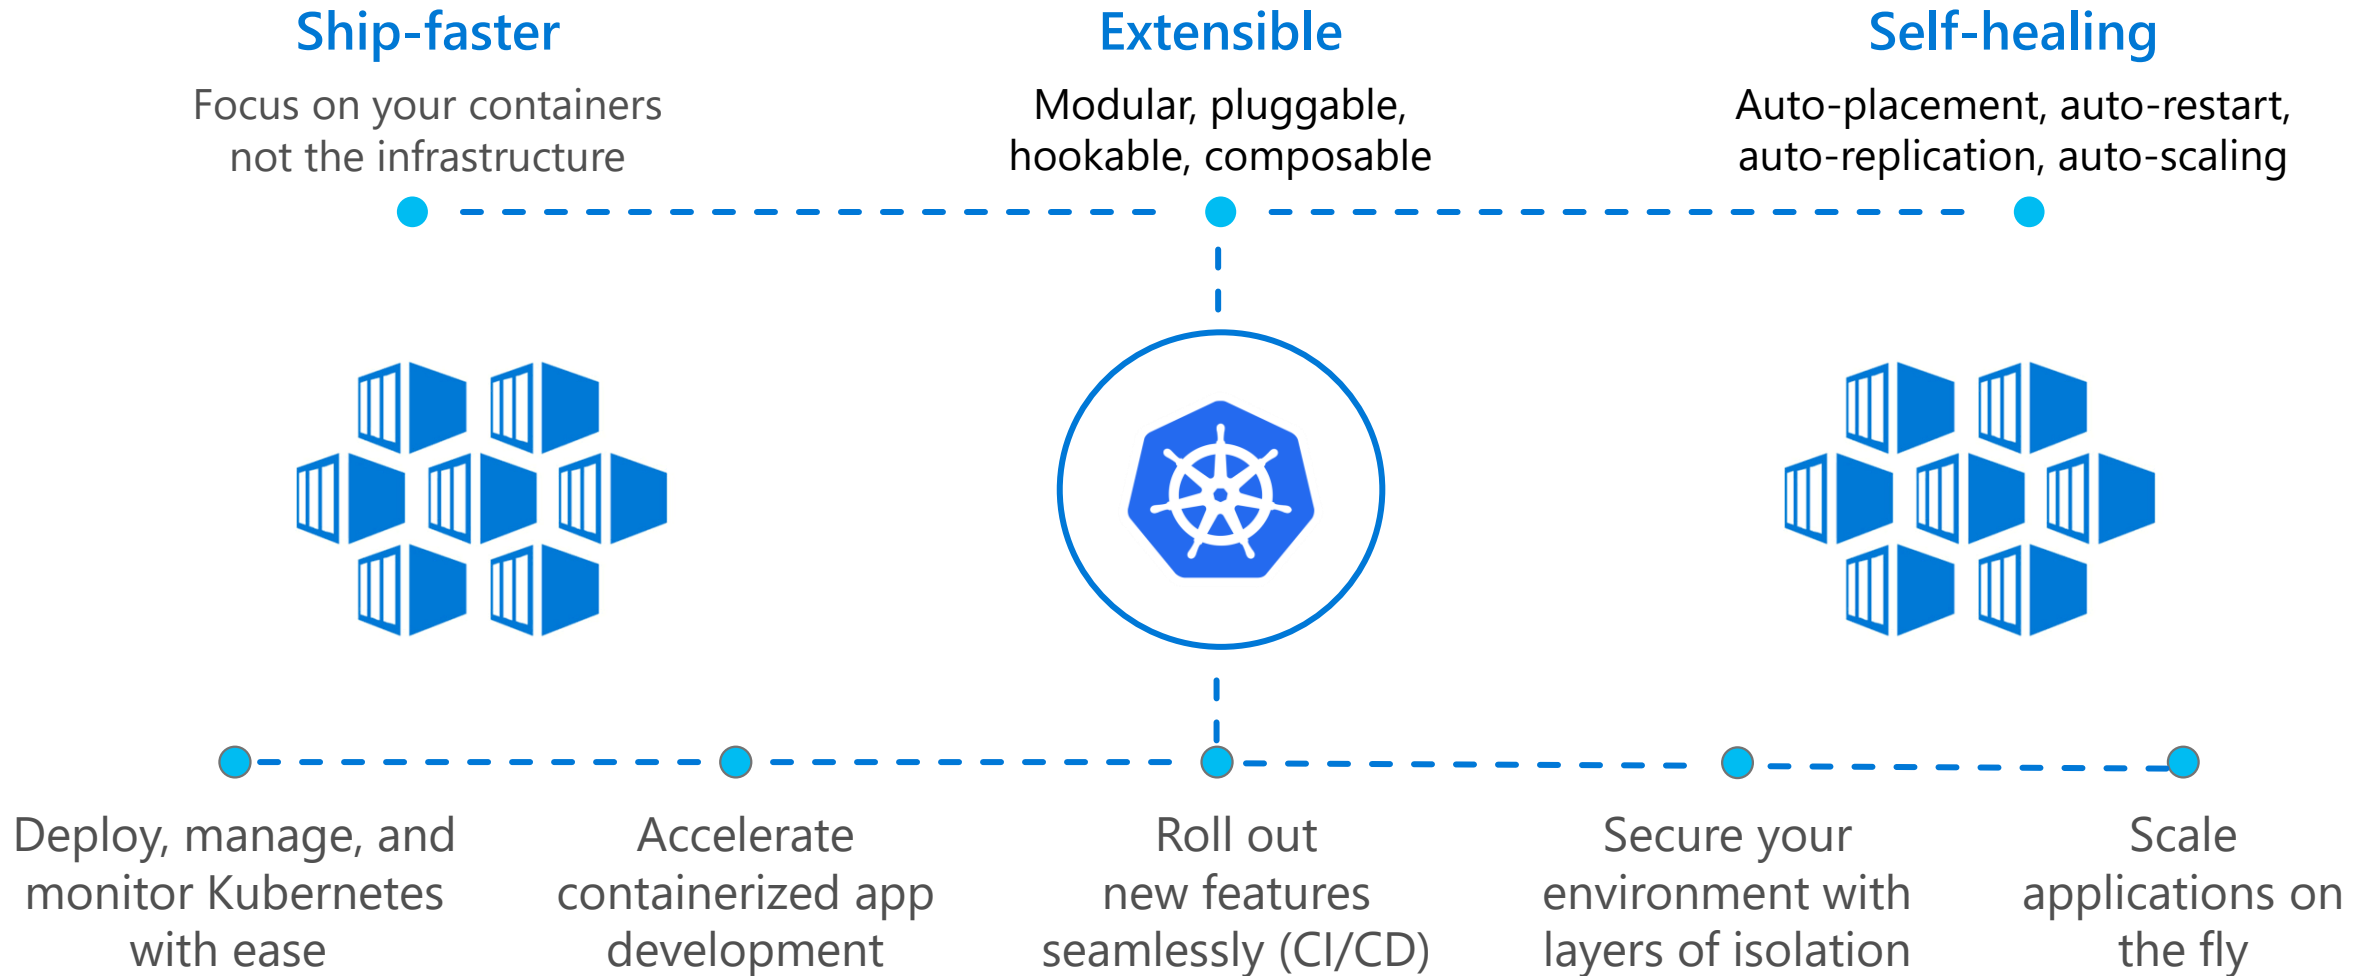 Ship-faster
Focus on your containers
not the infrastructure
Extensible
Modular, pluggable,
hookable, composable
Self-healing
Auto-placement, auto-restart,
auto-replication, auto-scaling
Deploy, manage, and
monitor Kubernetes
with ease
Accelerate
containerized app
development
Roll out
new features
seamlessly (CI/CD)
Secure your
environment with
layers of isolation
Scale
applications on
the fly